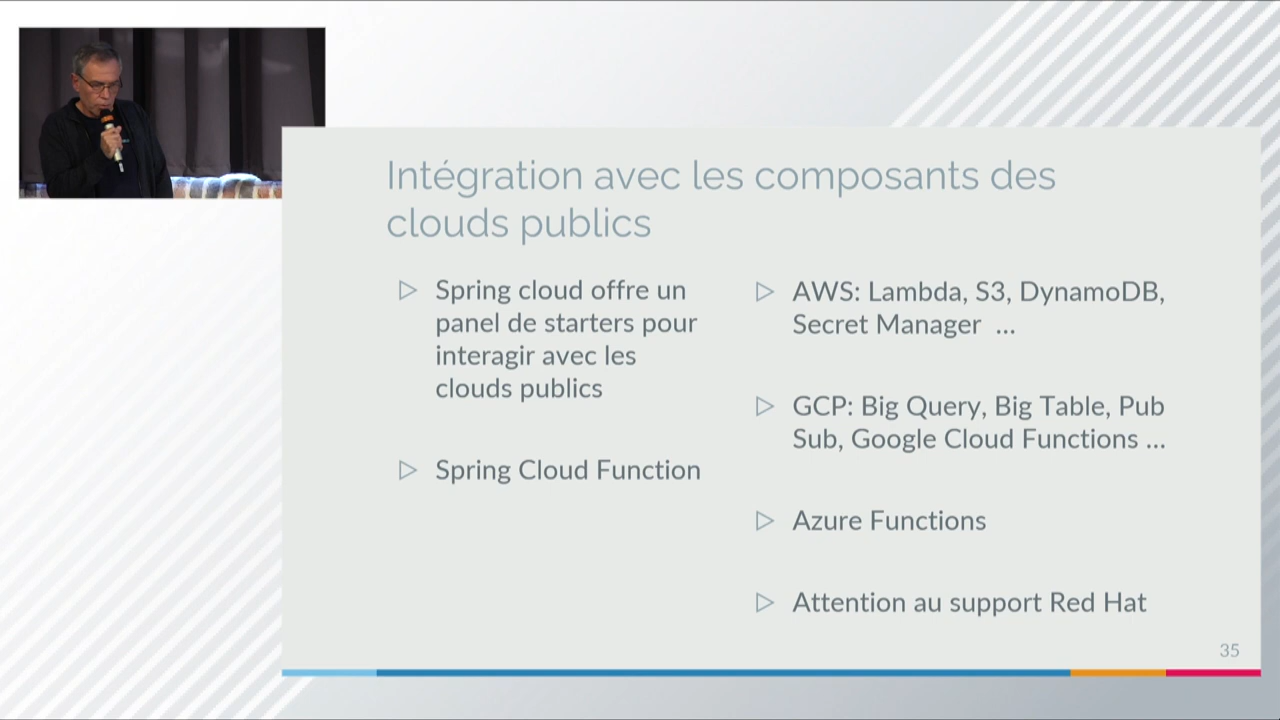 Intégration avec les composants des
clouds publics
Spring cloud offre un
panel de starters pour
interagir avec les
clouds publics
Spring Cloud Function
AWS: Lambda, S3, DynamoDB,
Secret Manager ...
GCP: Big Query, Big Table, Pub
Sub, Google Cloud Functions ...
Azure Functions
Attention au support Red Hat
35